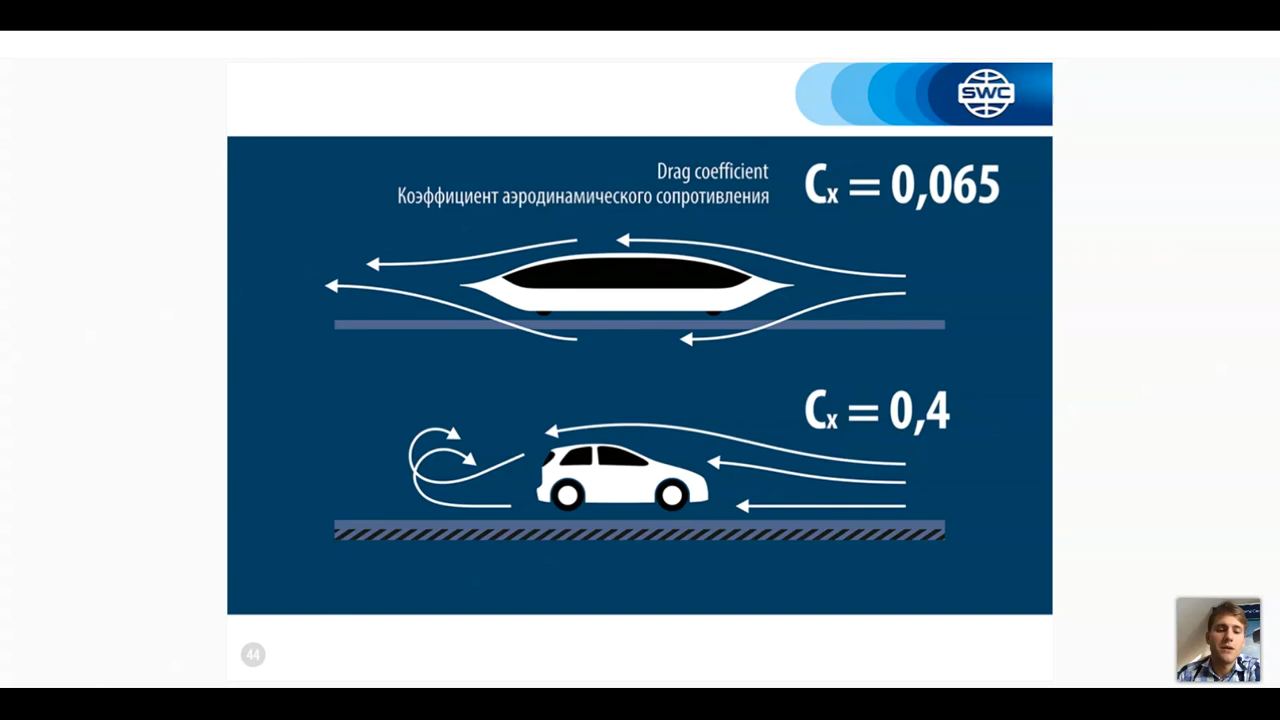 SWC
Drag coefficient
Коэффициент аэродинамического сопротивления
Cx = 0,065
Cx = 0,4
44